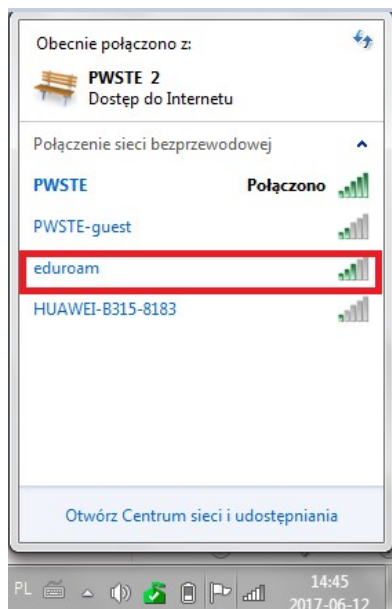 Obecnie połączono z:
PWSTE 2
Dostęp do Internetu
Połączenie sieci bezprzewodowej
PWSTE Połączono
PWSTE-guest
eduroam
HUAWEI-B315-8183
Otwórz Centrum sieci i udostępniania
PL 14:45
2017-06-12